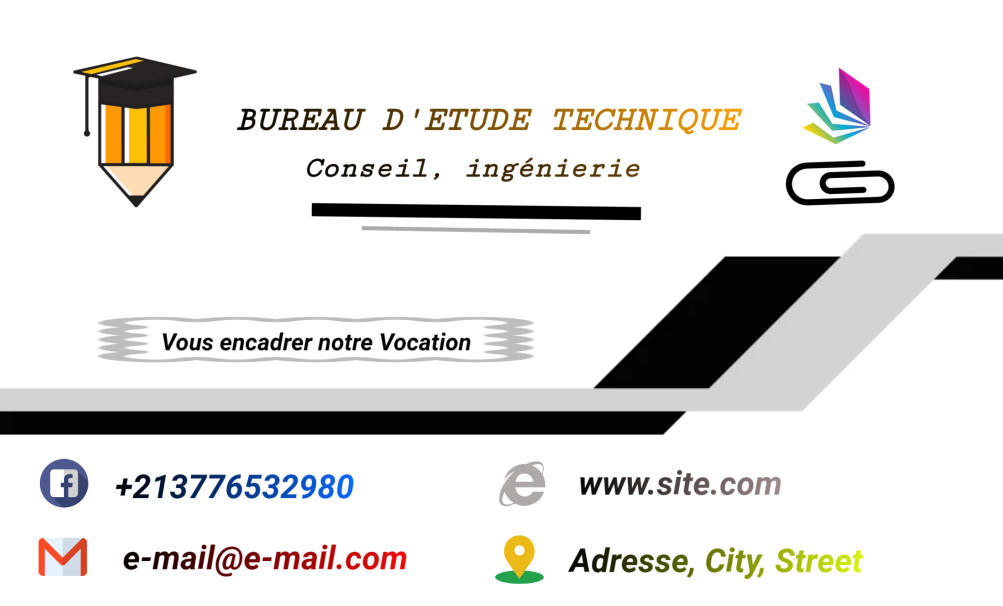 BUREAU D'ETUDE TECHNIQUE
Conseil, ingénierie
Vous encadrer notre Vocation
+213776532980
www.site.com
e-mail@e-mail.com
Adresse, City, Street